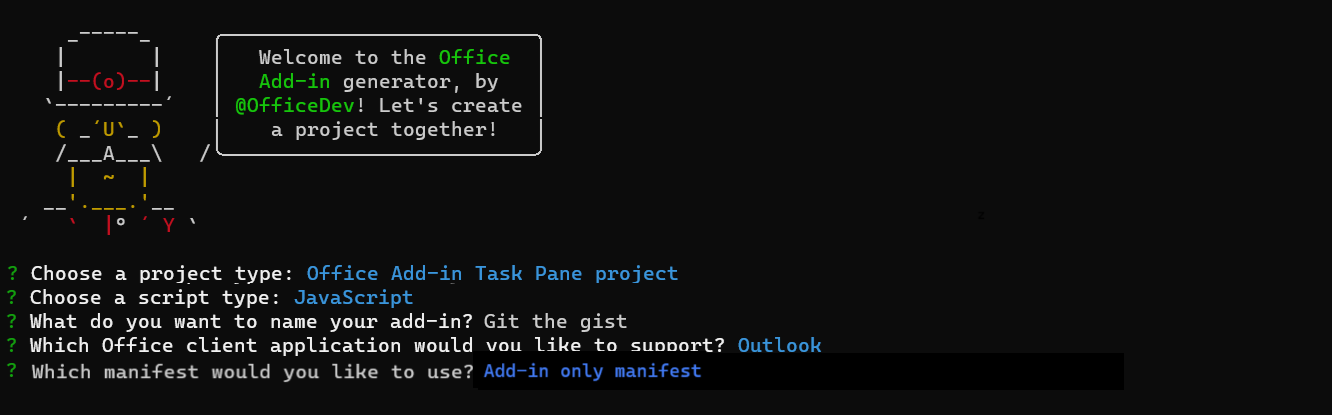 Welcome to the Office
Add-in generator, by
@OfficeDev! Let's create
a project together!
? Choose a project type: Office Add-in Task Pane project
? Choose a script type: JavaScript
? What do you want to name your add-in? Git the gist
? Which Office client application would you like to support? Outlook
? Which manifest would you like to use? Add-in only manifest